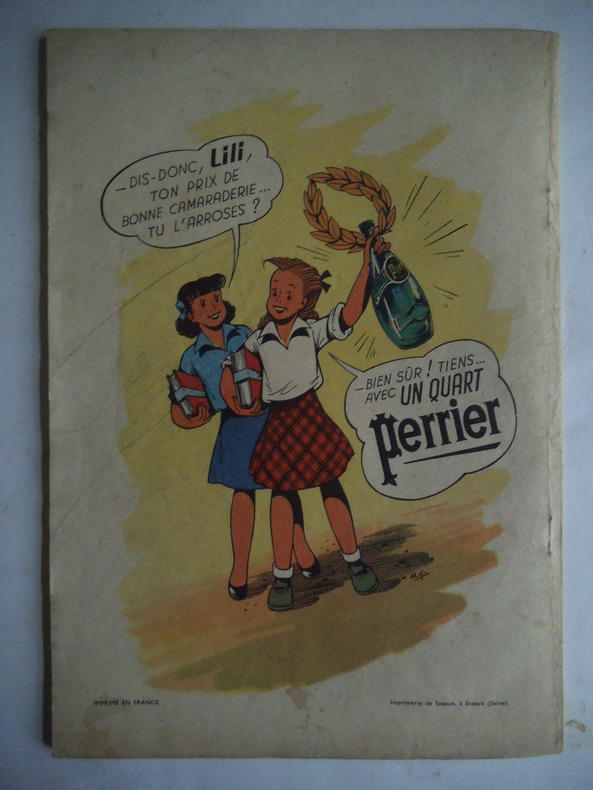 – DIS-DONC, Lili,
TON PRIX DE
BONNE CAMARADERIE...
TU L'ARROSES ?
– BIEN SÛR ! TIENS...
AVEC UN QUART
Perrier
IMPRIMÉ EN FRANCE
Imprimerie de Sceaux, à Sceaux (Seine).